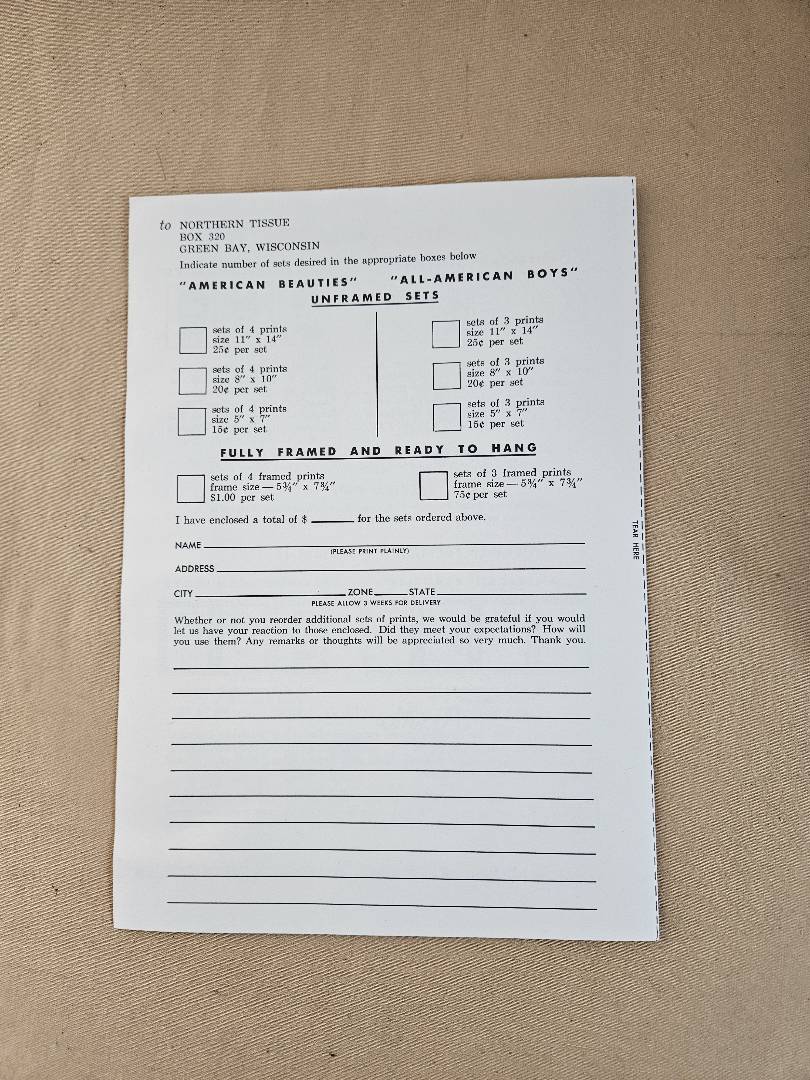 to NORTHERN TISSUE
BOX 320
GREEN BAY, WISCONSIN
Indicate number of sets desired in the appropriate boxes below
"AMERICAN BEAUTIES" "ALL-AMERICAN BOYS"
UNFRAMED SETS
sets of 4 prints
size 11" x 14"
25¢ per set
sets of 4 prints
size 8" x 10"
20¢ per set
sets of 4 prints
size 5" x 7"
15¢ per set
sets of 3 prints
size 11" x 14"
25¢ per set
sets of 3 prints
size 8" x 10"
20¢ per set
sets of 3 prints
size 5" x 7"
15¢ per set
FULLY FRAMED AND READY TO HANG
sets of 4 framed prints
frame size — 5¾" x 7¾"
$1.00 per set
sets of 3 framed prints
frame size — 5¾" x 7¾"
75¢ per set
I have enclosed a total of $ ______ for the sets ordered above.
NAME
(PLEASE PRINT PLAINLY)
ADDRESS
CITY ZONE STATE
PLEASE ALLOW 3 WEEKS FOR DELIVERY
Whether or not you reorder additional sets of prints, we would be grateful if you would
let us have your reaction to those enclosed. Did they meet your expectations? How will
you use them? Any remarks or thoughts will be appreciated so very much. Thank you.
TEAR HERE